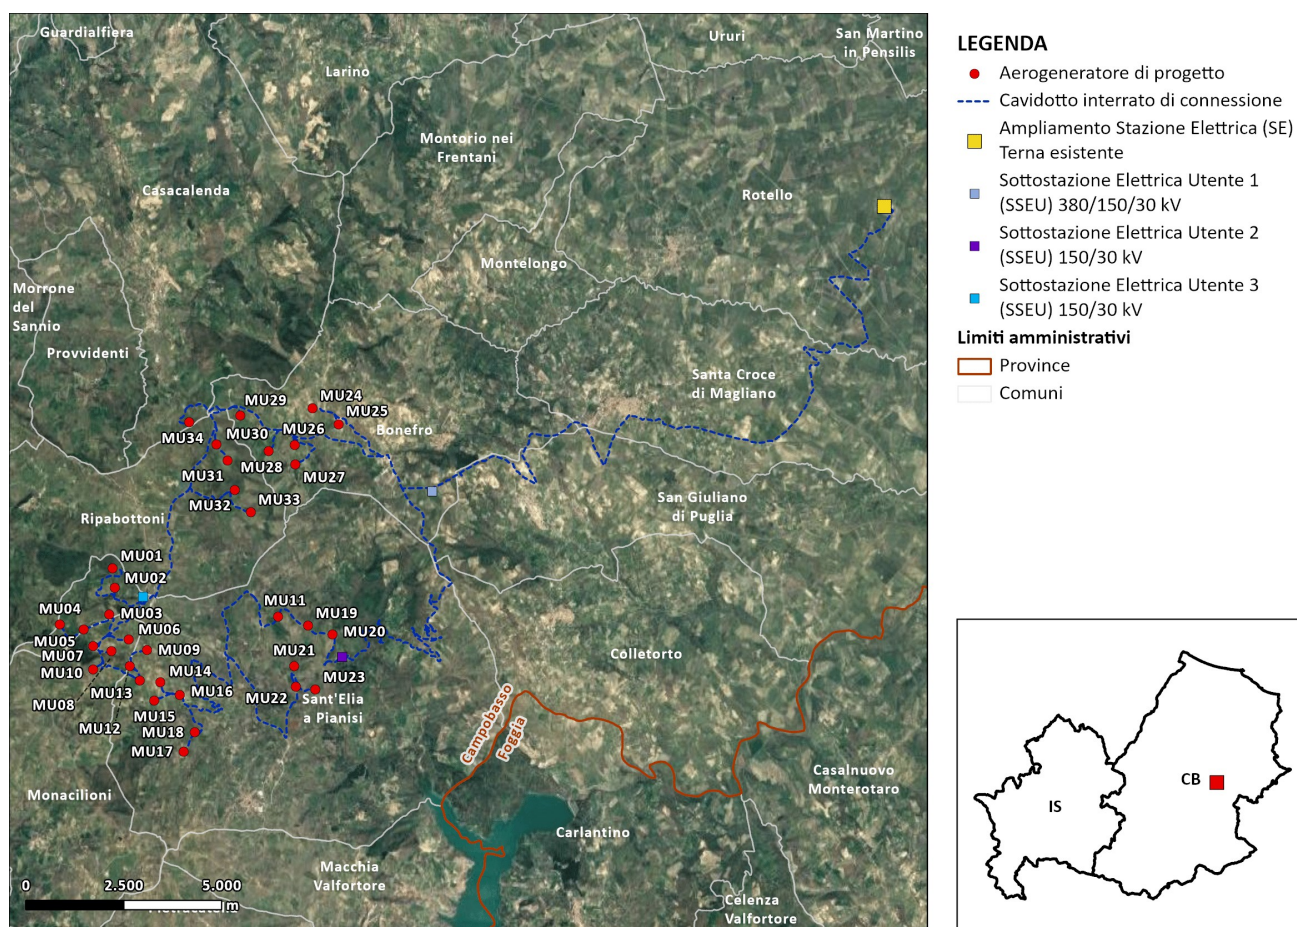 Guardialfiera
Ururi
San Martino
in Pensilis
Larino
Montorio nei
Frentani
Casacalenda
Rotello
Montelongo
Morrone
del
Sannio
Provvidenti
Santa Croce
di Magliano
MU24
MU29
MU25
MU34
MU30
MU26
Bonefro
MU31
MU28
MU27
MU32
MU33
San Giuliano
di Puglia
Ripabottoni
MU01
MU02
MU04
MU03
MU11
MU19
MU05
MU06
MU20
MU07
MU09
MU21
Colletorto
MU10
MU14
MU23
MU08
MU13
MU16
MU22
Sant'Elia
a Pianisi
MU12
MU15
MU18
MU17
Campobasso
Foggia
Casalnuovo
Monterotaro
Monacilioni
Carlantino
Macchia
Valfortore
Celenza
Valfortore
0 2.500 5.000
m
LEGENDA
Aerogeneratore di progetto
Cavidotto interrato di connessione
Ampliamento Stazione Elettrica (SE)
Terna esistente
Sottostazione Elettrica Utente 1
(SSEU) 380/150/30 kV
Sottostazione Elettrica Utente 2
(SSEU) 150/30 kV
Sottostazione Elettrica Utente 3
(SSEU) 150/30 kV
Limiti amministrativi
Province
Comuni
CB
IS